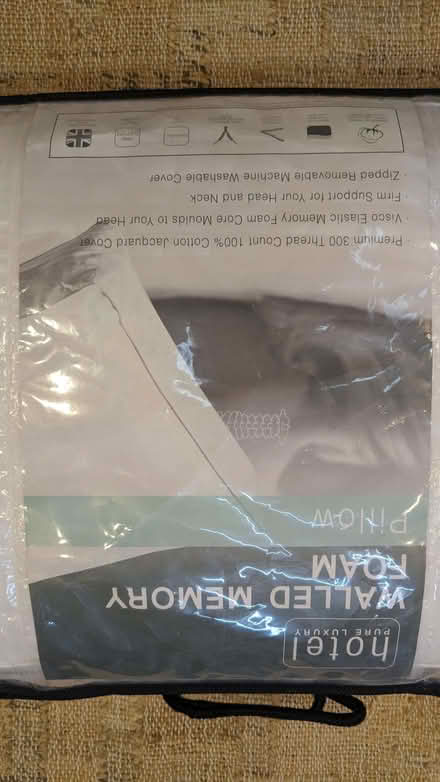 hotel
PURE LUXURY
WALLED MEMORY
FOAM
Pillow
· Premium 300 Thread Count 100% Cotton Jacquard Cover
· Visco Elastic Memory Foam Core Moulds to Your Head
· Firm Support for Your Head and Neck
· Zipped Removable Machine Washable Cover